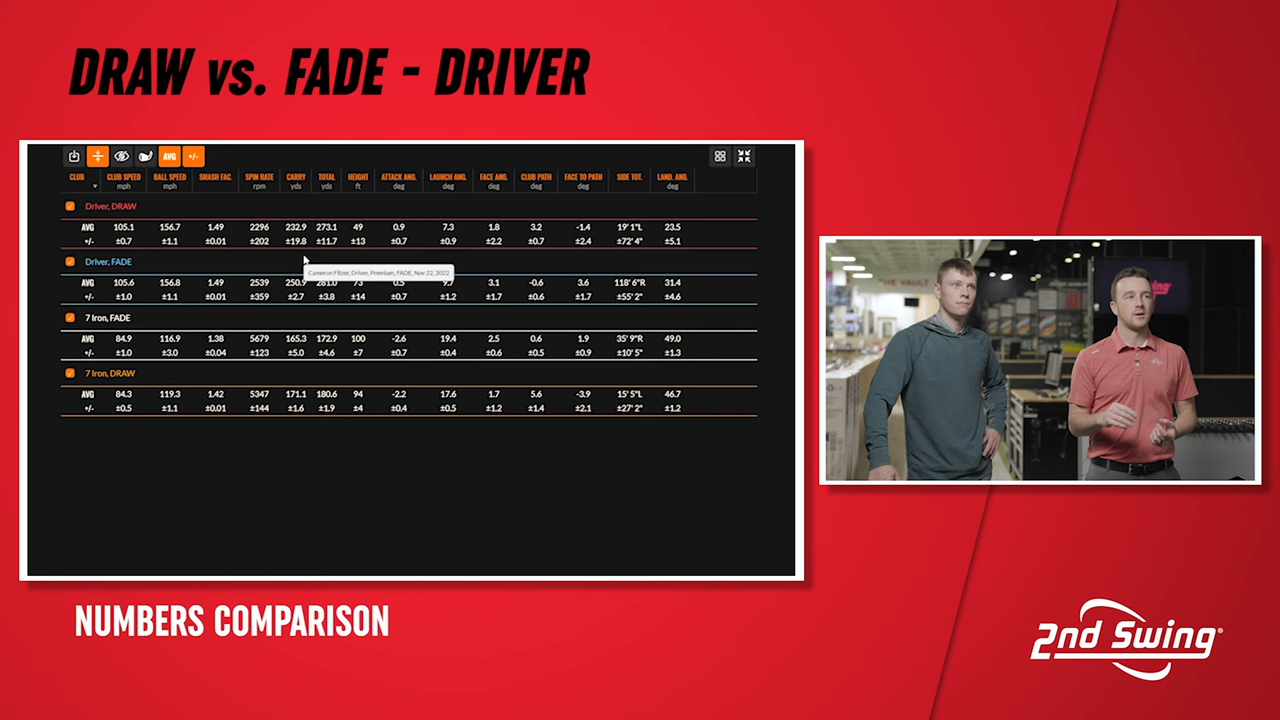 DRAW vs. FADE - DRIVER
AVG +/-
CLUB CLUB SPEED BALL SPEED SMASH FAC. SPIN RATE CARRY TOTAL HEIGHT ATTACK ANG. LAUNCH ANG. FACE ANG. CLUB PATH FACE TO PATH SIDE TOT. LAND. ANG.
mph mph rpm yds yds ft deg deg deg deg deg deg
Driver, DRAW
AVG 105.1 156.7 1.49 2296 232.9 273.1 49 0.9 7.3 1.8 3.2 -1.4 19' 1"L 23.5
+/- ±0.7 ±1.1 ±0.01 ±202 ±19.8 ±11.7 ±13 ±0.7 ±0.9 ±2.2 ±0.7 ±2.4 ±72' 4" ±5.1
Driver, FADE
Cameron Fitzer, Driver, Premium, FADE, Nov 22, 2022
AVG 105.6 156.8 1.49 2539 250.9 281.0 73 0.5 9.7 3.1 -0.6 3.6 118' 6"R 31.4
+/- ±1.0 ±1.1 ±0.01 ±359 ±2.7 ±3.8 ±14 ±0.7 ±1.2 ±1.7 ±0.6 ±1.7 ±55' 2" ±4.6
7 Iron, FADE
AVG 84.9 116.9 1.38 5679 165.3 172.9 100 -2.6 19.4 2.5 0.6 1.9 35' 9"R 49.0
+/- ±1.0 ±3.0 ±0.04 ±123 ±5.0 ±4.6 ±7 ±0.7 ±0.4 ±0.6 ±0.5 ±0.9 ±10' 5" ±1.3
7 Iron, DRAW
AVG 84.3 119.3 1.42 5347 171.1 180.6 94 -2.2 17.6 1.7 5.6 -3.9 15' 5"L 46.7
+/- ±0.5 ±1.1 ±0.01 ±144 ±1.6 ±1.9 ±4 ±0.4 ±0.5 ±1.2 ±1.4 ±2.1 ±27' 2" ±1.2
THE VAULT
NUMBERS COMPARISON
2nd Swing®